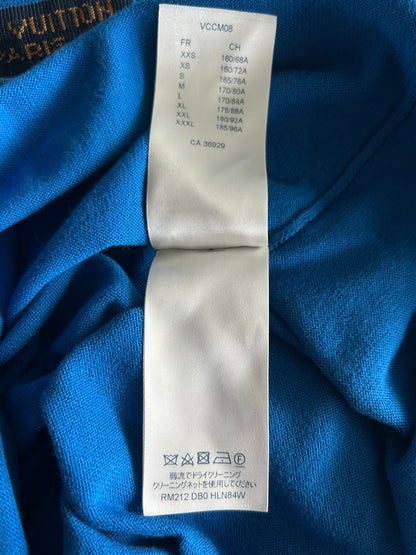 VUITTON
PARIS
VCCM08
FR CH
XXS 160/68A
XS 160/72A
S 165/76A
M 170/80A
L 170/84A
XL 175/88A
XXL 180/92A
XXXL 185/96A
CA 36929
弱流でドライクリーニング
クリーニングネットを使用してください
RM212 DB0 HLN84W